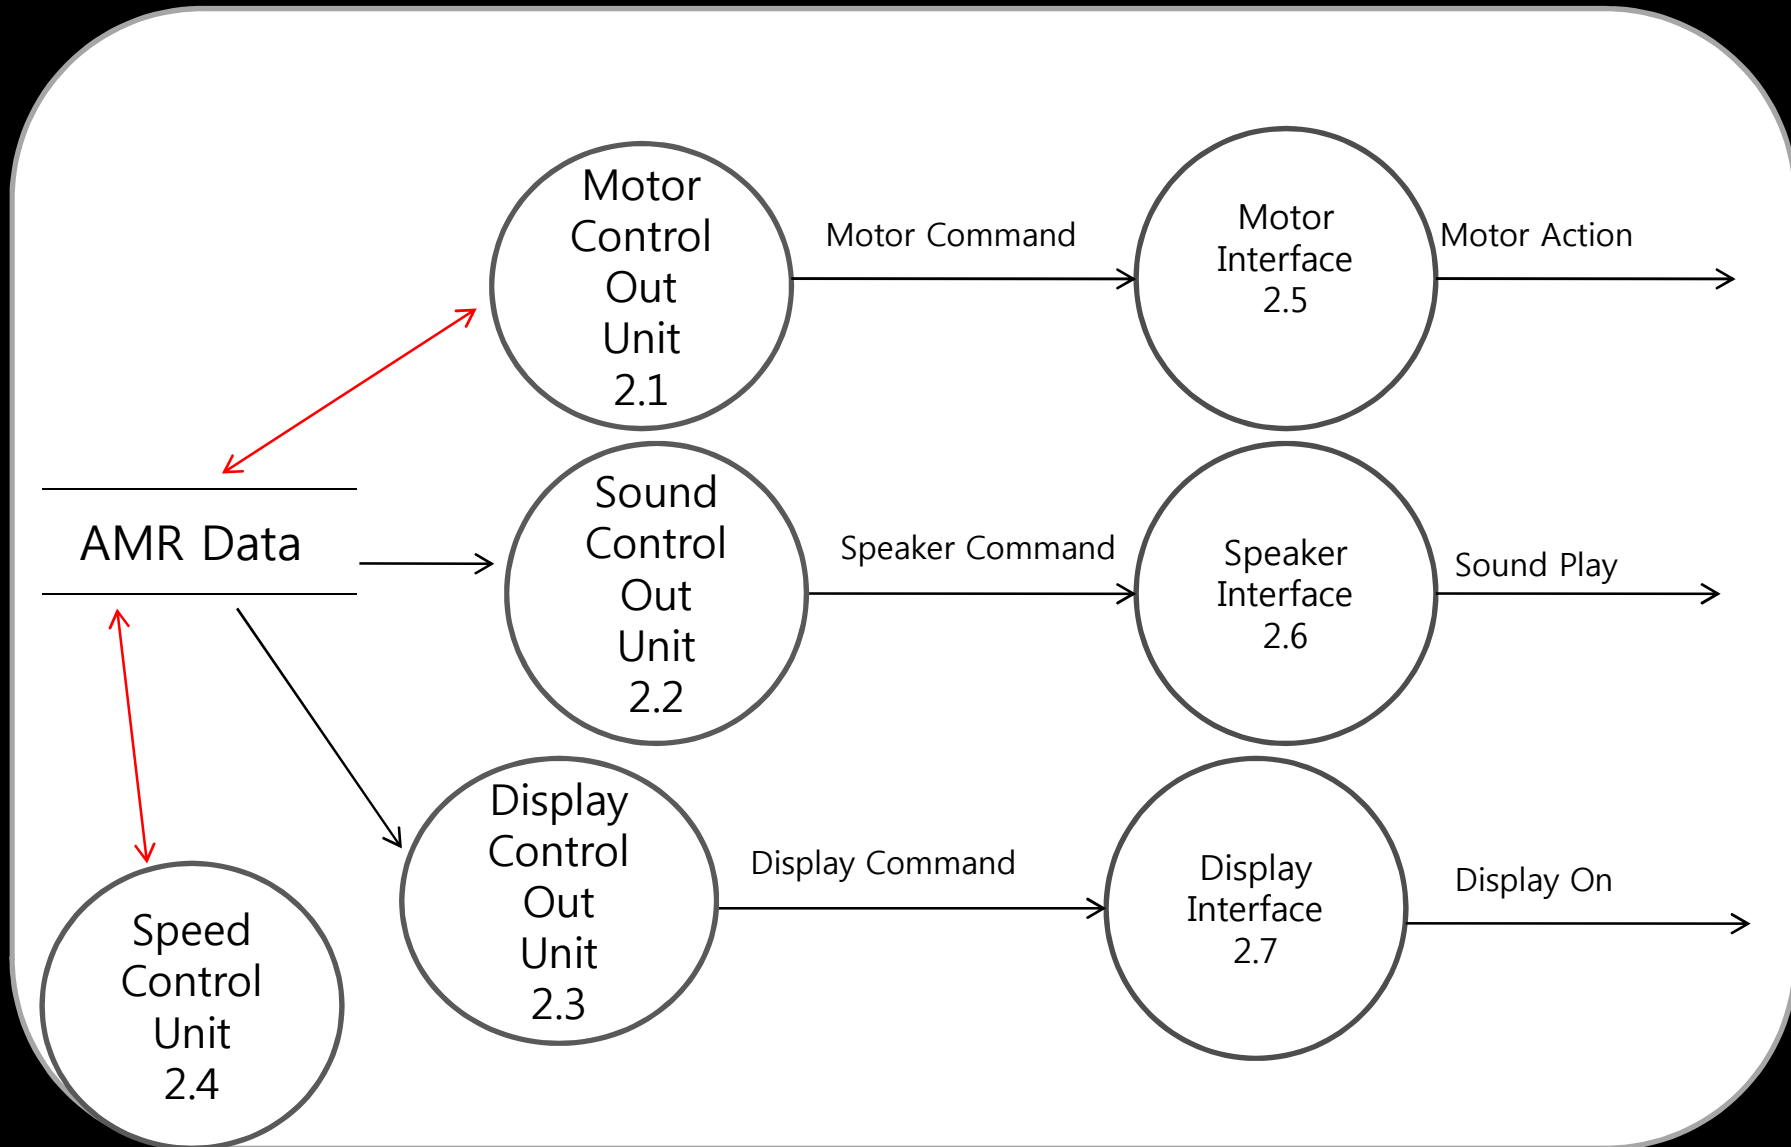 Motor
Control
Out
Unit
2.1
Motor Command
Motor
Interface
2.5
Motor Action
AMR Data
Sound
Control
Out
Unit
2.2
Speaker Command
Speaker
Interface
2.6
Sound Play
Display
Control
Out
Unit
2.3
Display Command
Display
Interface
2.7
Display On
Speed
Control
Unit
2.4